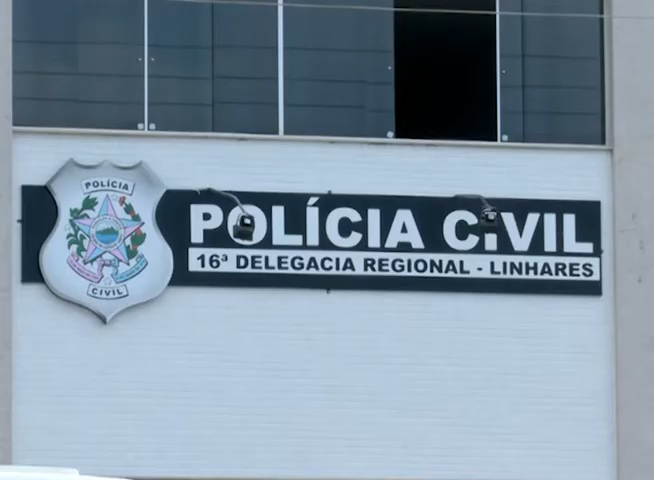 POLÍCIA
CIVIL
POLÍCIA CIVIL
16ª DELEGACIA REGIONAL - LINHARES